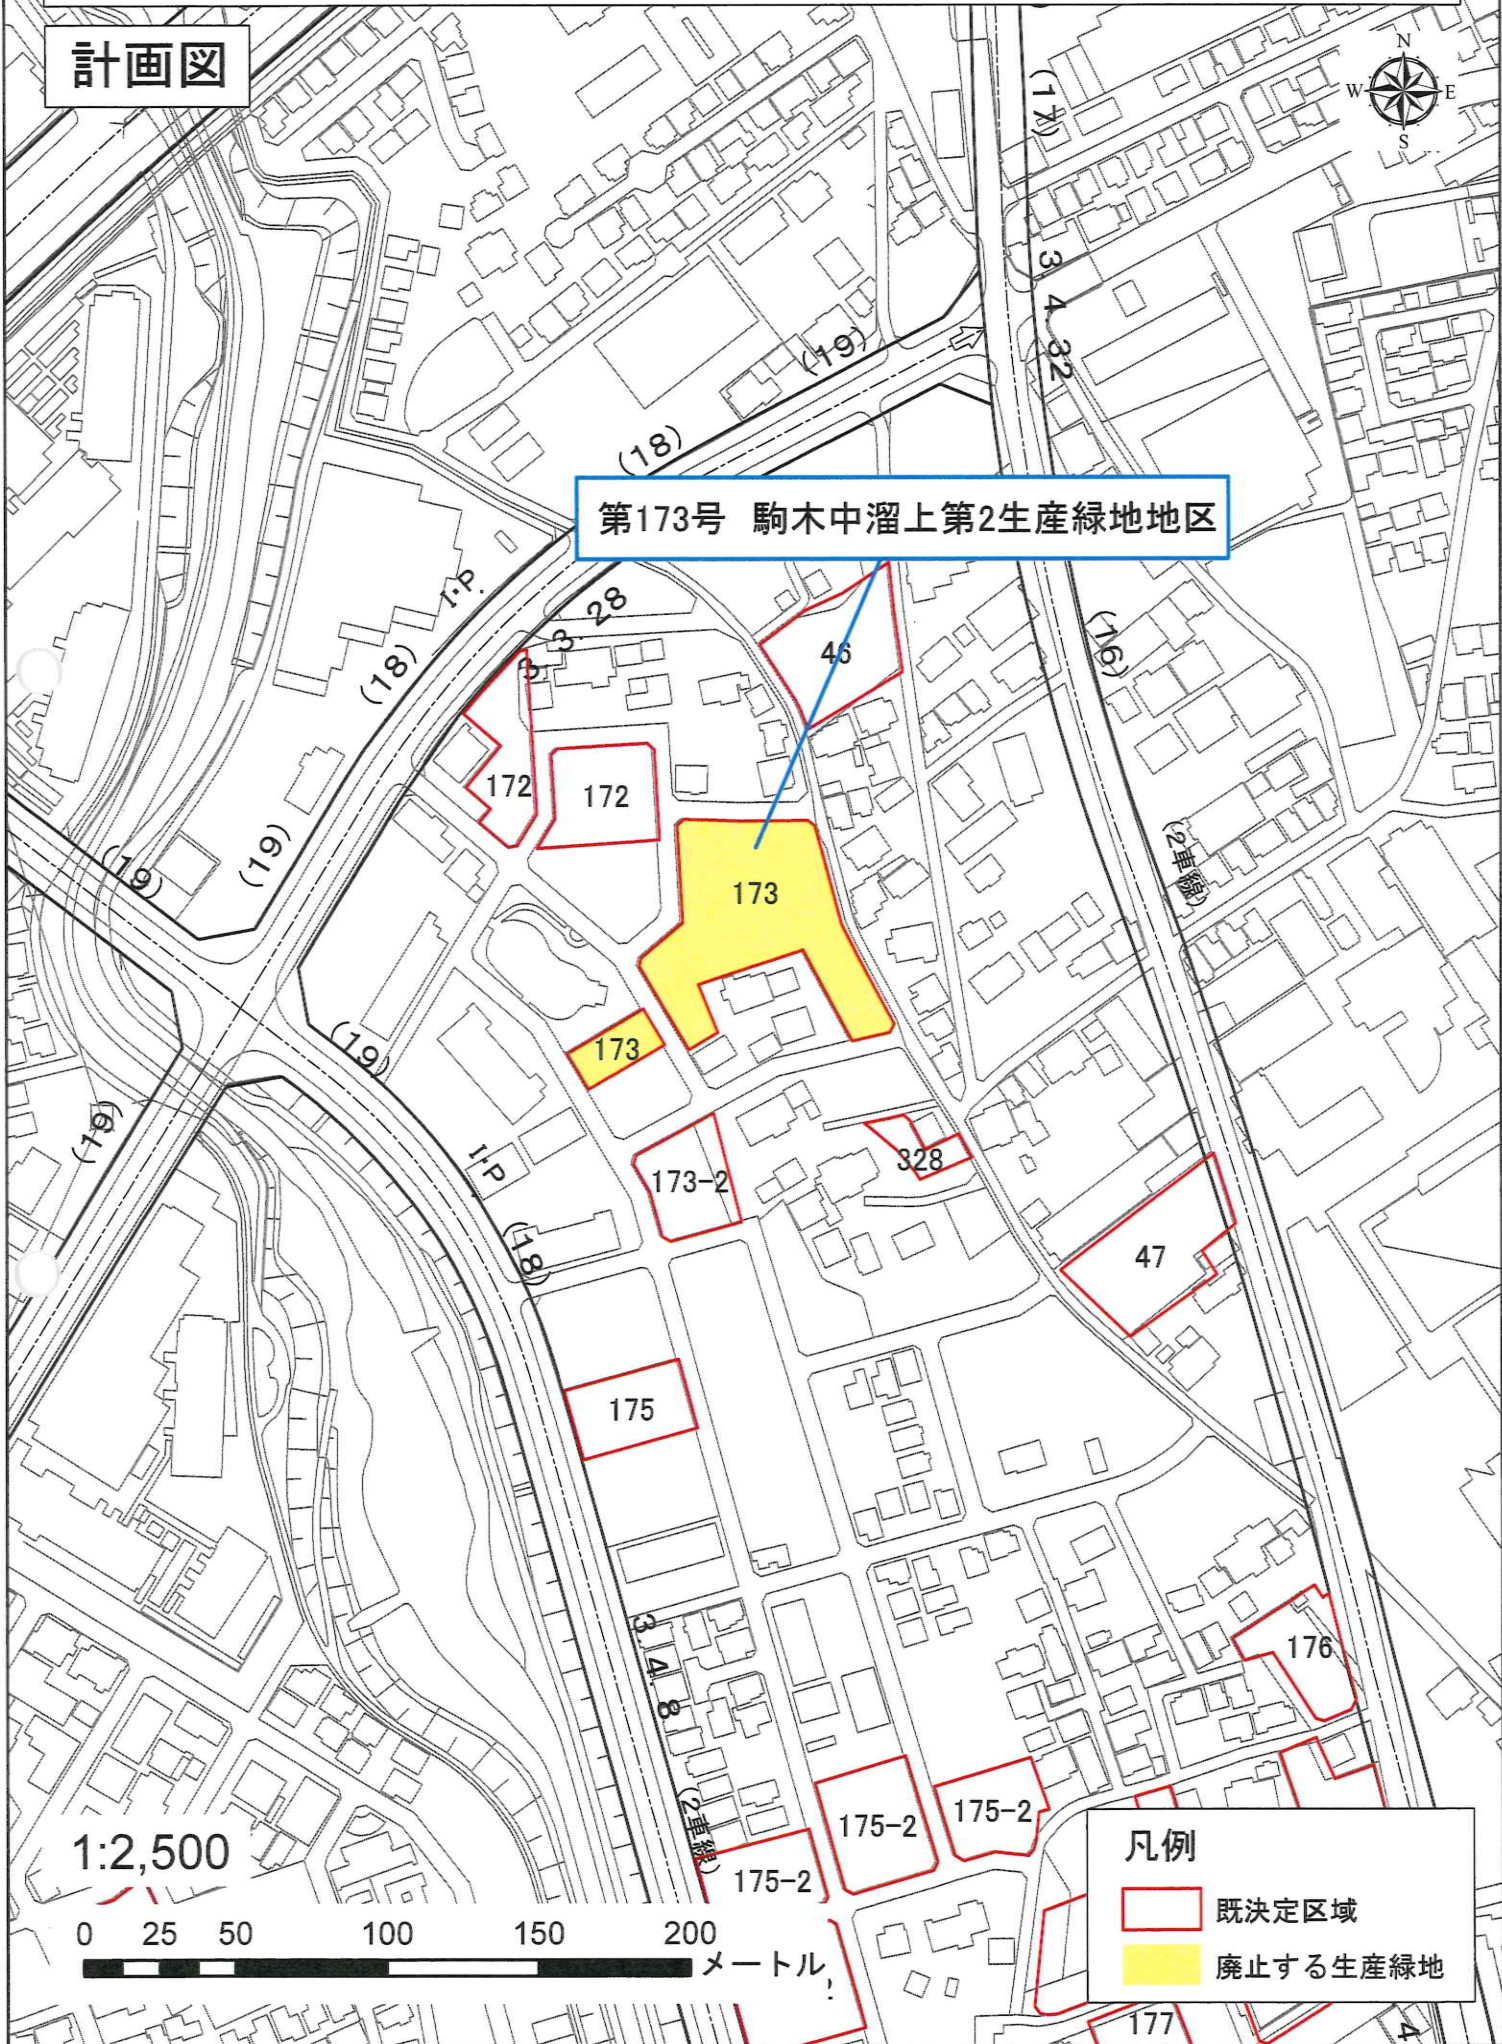 計画図
N
W E
S
(17)
3. 4. 32
(19)
(18)
第173号 駒木中溜上第2生産緑地地区
I·P.
3. 3. 28
(18)
46
(16)
172
172
(2車線)
(19)
(19)
173
173
(19)
(19)
I·P
173-2
328
(18)
47
175
176
3. 4. 8
(2車線)
175-2
175-2
175-2
1:2,500
0 25 50 100 150 200
メートル
凡例
既決定区域
廃止する生産緑地
177
4